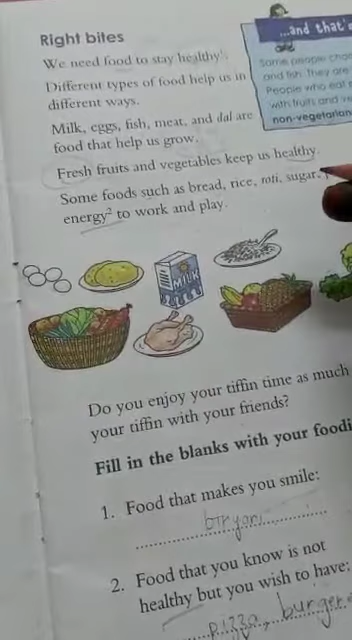 Right bites
We need food to stay healthy¹.
Different types of food help us in
different ways.
Milk, eggs, fish, meat, and dal are
food that help us grow.
Fresh fruits and vegetables keep us healthy.
Some foods such as bread, rice, roti, sugar,
energy² to work and play.
...and that's
Some people
and fish. They are
People who eat
with fruits and
non-vegetarian
MILK
Do you enjoy your tiffin time as much
your tiffin with your friends?
Fill in the blanks with your
1. Food that makes you smile:
biryani
2. Food that you know is not
healthy but you wish to have:
pizza, burger